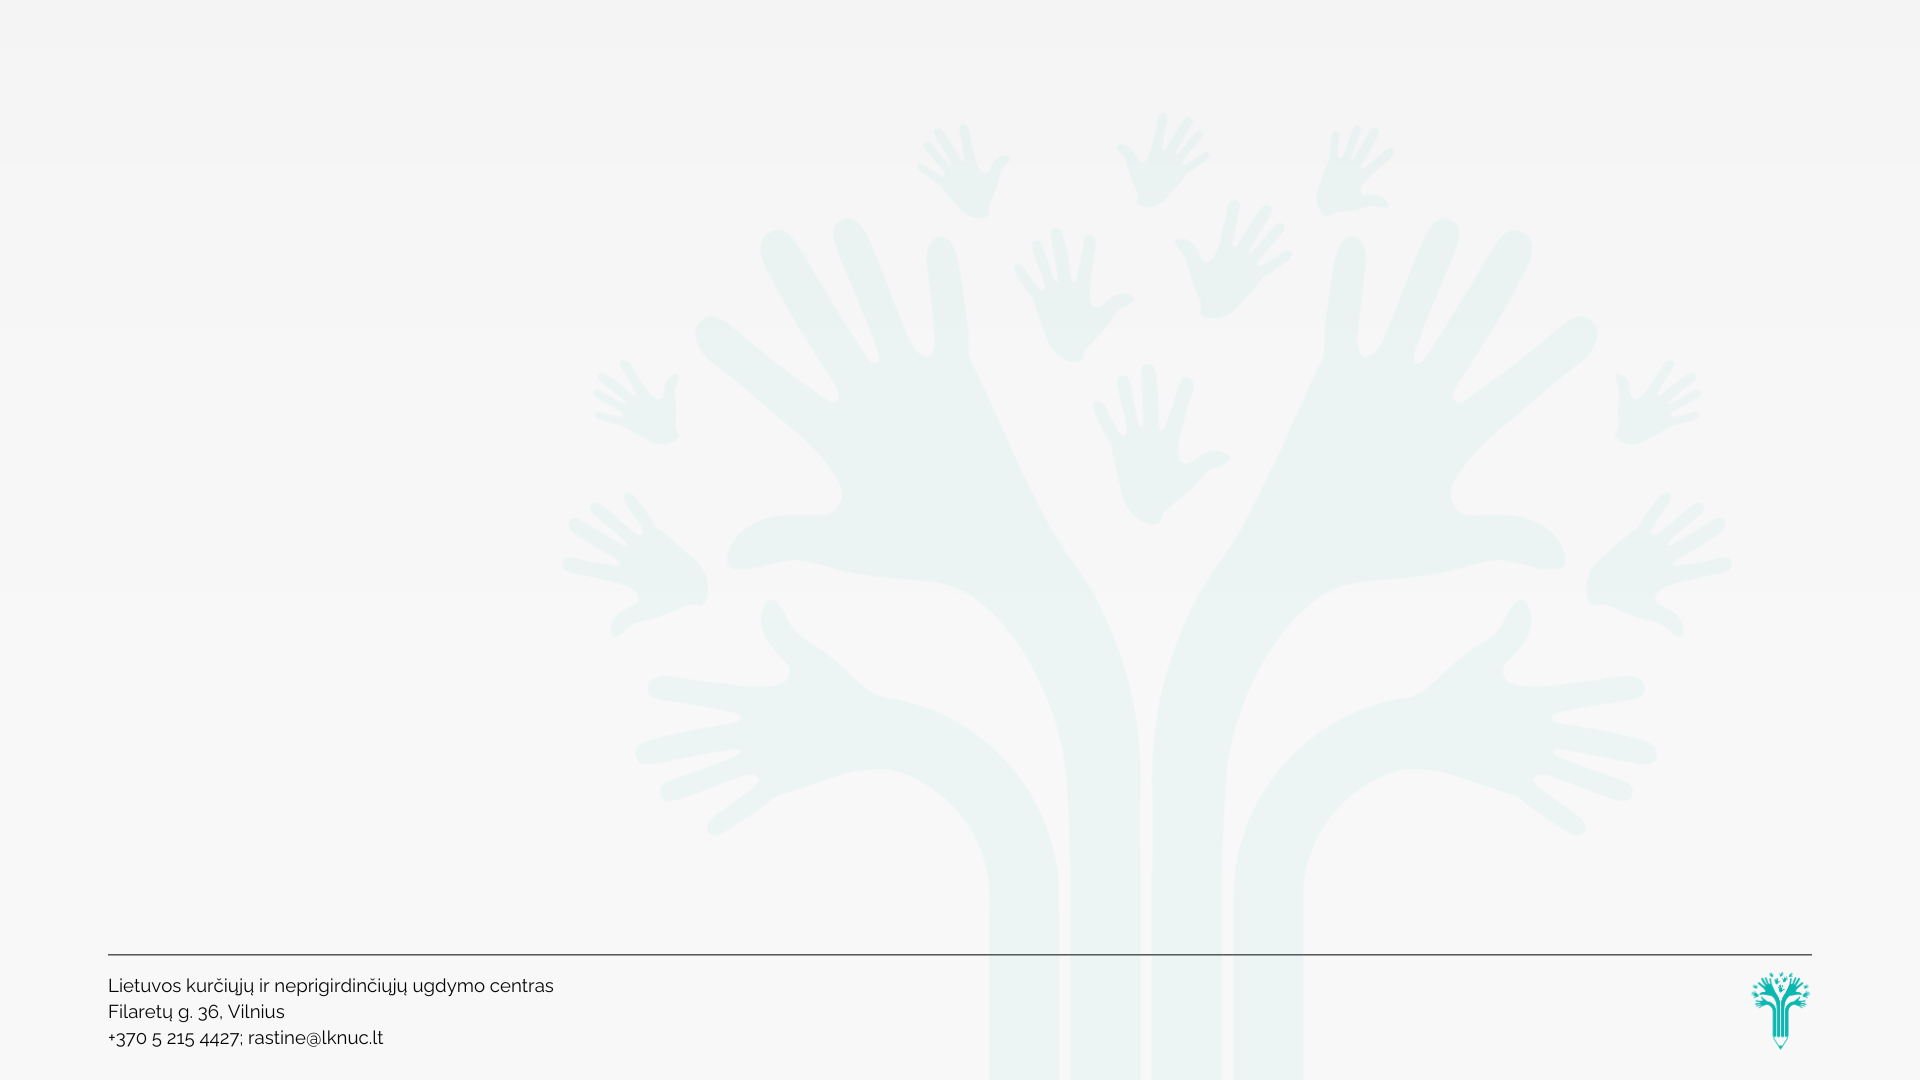 Lietuvos kurčiųjų ir neprigirdinčiųjų ugdymo centras
Filaretų g. 36, Vilnius
+370 5 215 4427; rastine@lknuc.lt